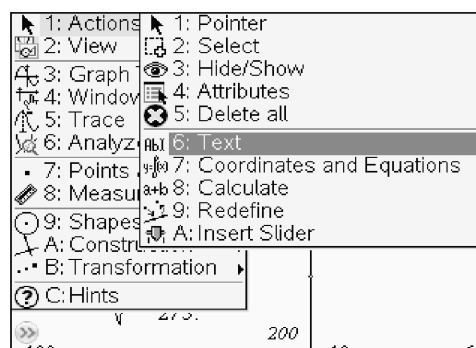 1: Actions
2: View
3: Graph
4: Window
5: Trace
6: Analyz
7: Points
8: Measur
9: Shapes
A: Construction
B: Transformation
C: Hints
1: Pointer
2: Select
3: Hide/Show
4: Attributes
5: Delete all
AbI 6: Text
y=f(x) 7: Coordinates and Equations
a+b 8: Calculate
9: Redefine
A: Insert Slider
200